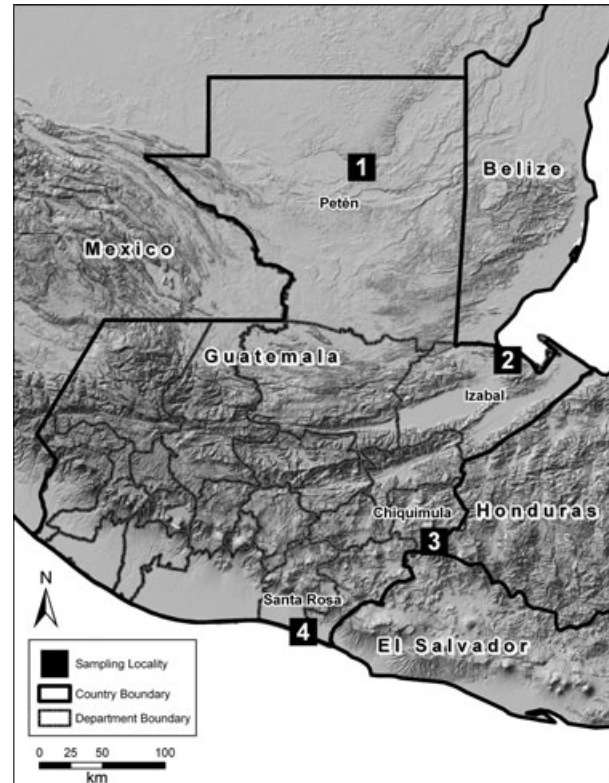 1
Belize
Petén
Mexico
Guatemala
2
Izabal
Chiquimula
Honduras
3
N
Santa Rosa
4
El Salvador
Sampling Locality
Country Boundary
Department Boundary
0 25 50 100
km